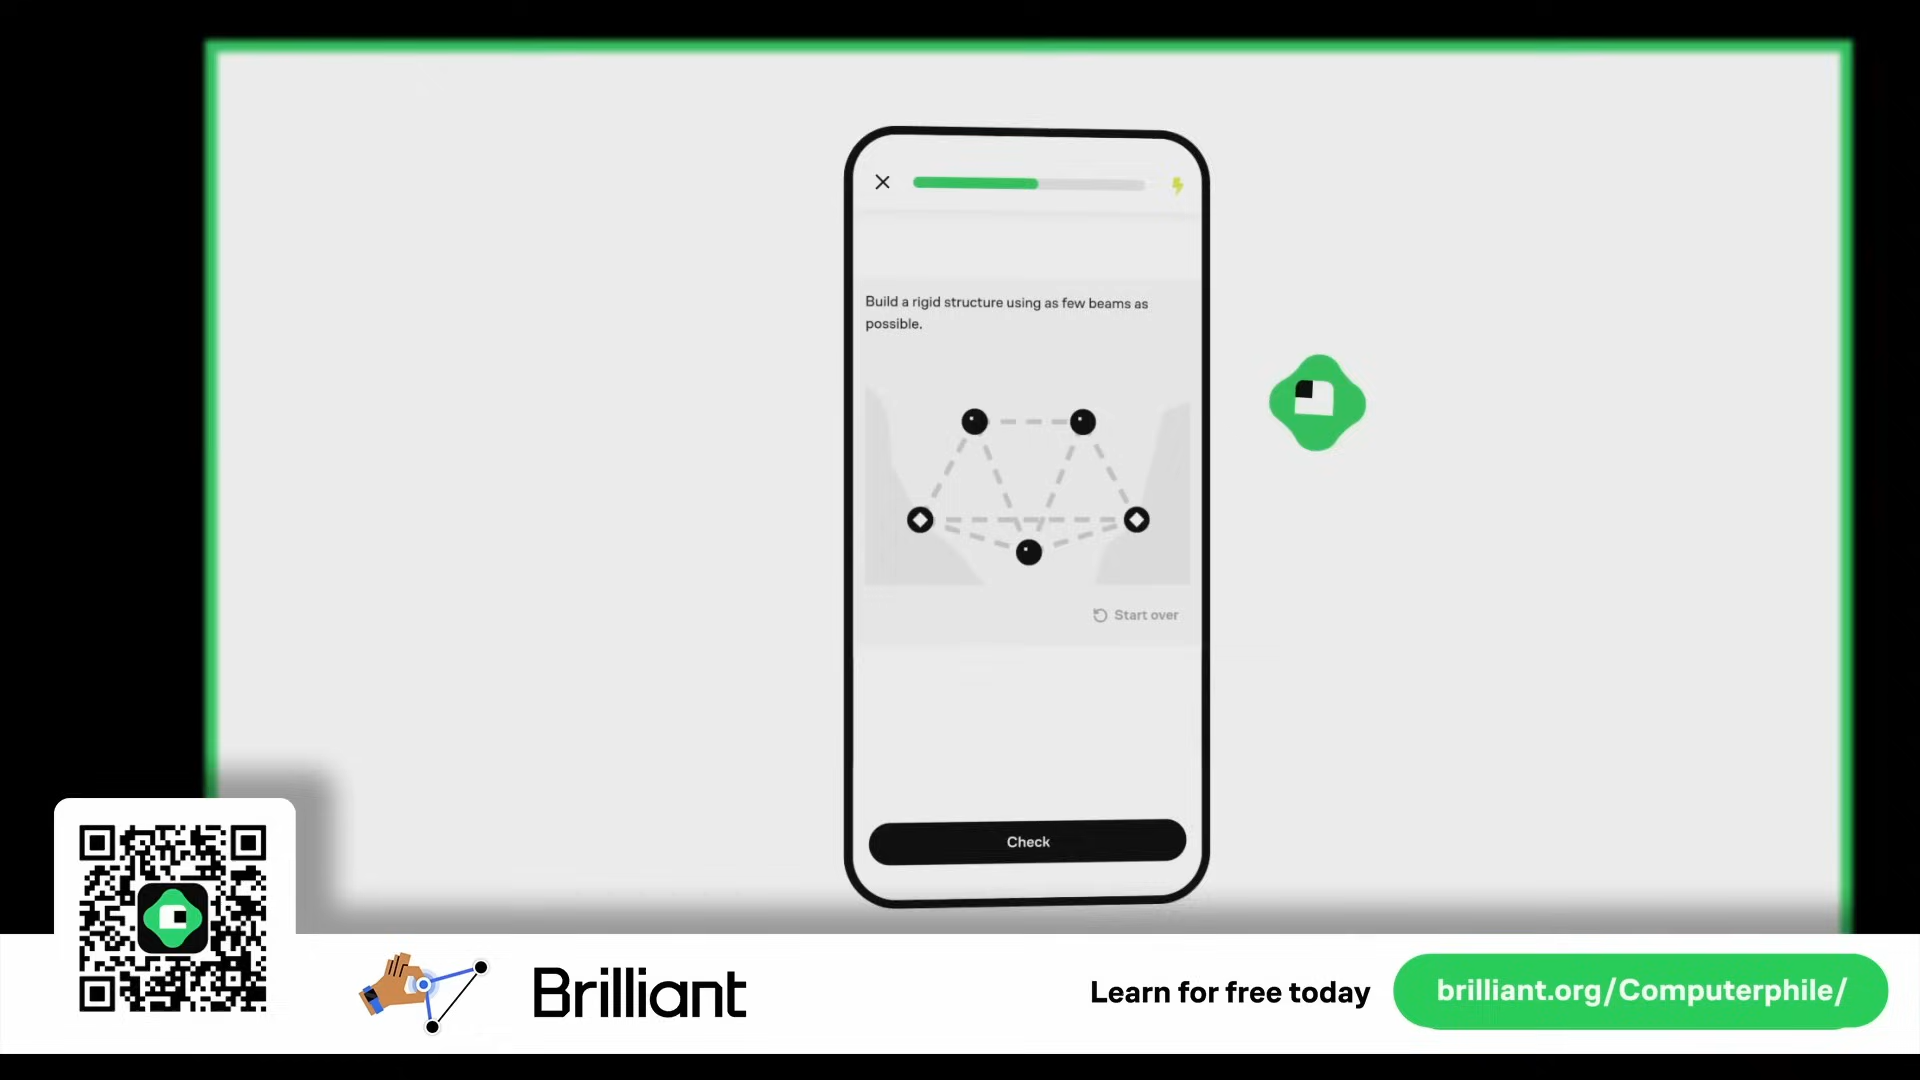 Build a rigid structure using as few beams as
possible.
Start over
Check
Brilliant
Learn for free today
brilliant.org/Computerphile/